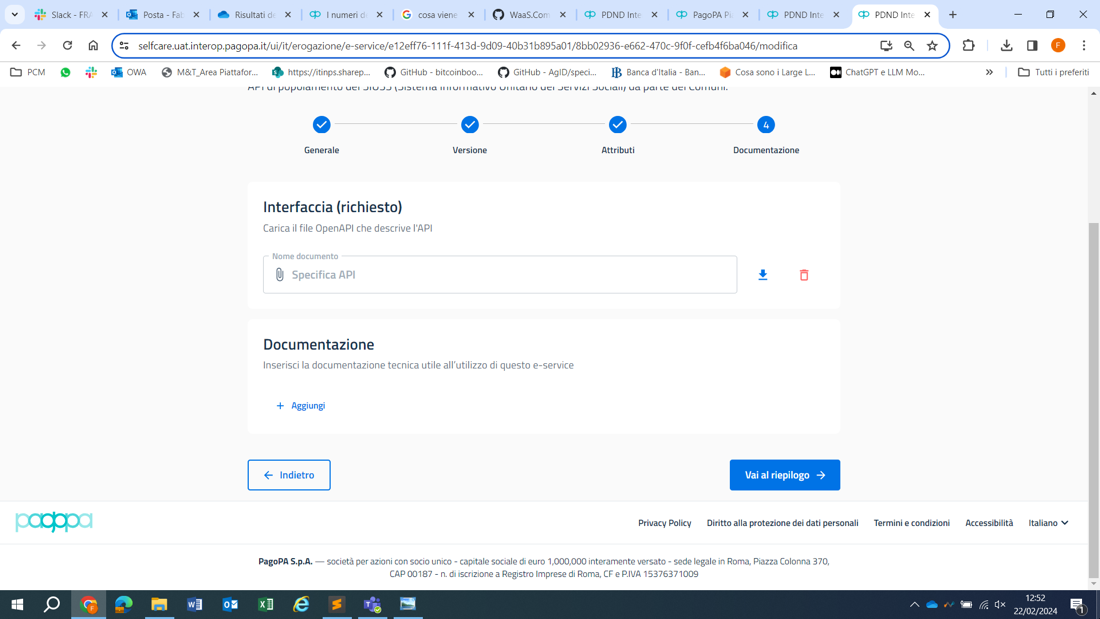 Slack - FRA
Posta - Fab
Risultati de
I numeri de
cosa viene
WaaS.Com
PDND Inte
PagoPA Pi
PDND Inte
PDND Inte
selfcare.uat.interop.pagopa.it/ui/it/erogazione/e-service/e12eff76-111f-413d-9d09-40b31b895a01/8bb02936-e662-470c-9f0f-cefb4f6ba046/modifica
F
PCM
OWA
M&T_Area Piattafor...
https://itinps.sharep...
GitHub - bitcoinboo...
GitHub - AgID/speci...
Banca d'Italia - Ban...
Cosa sono i Large L...
ChatGPT e LLM Mo...
»
Tutti i preferiti
API di popolamento del SIUSS (Sistema Informativo Unitario dei Servizi Sociali) da parte dei Comuni.
4
Generale
Versione
Attributi
Documentazione
Interfaccia (richiesto)
Carica il file OpenAPI che descrive l'API
Nome documento
Specifica API
Documentazione
Inserisci la documentazione tecnica utile all'utilizzo di questo e-service
+ Aggiungi
← Indietro
Vai al riepilogo →
pagopa
Privacy Policy
Diritto alla protezione dei dati personali
Termini e condizioni
Accessibilità
Italiano
PagoPA S.p.A. — società per azioni con socio unico - capitale sociale di euro 1,000,000 interamente versato - sede legale in Roma, Piazza Colonna 370,
CAP 00187 - n. di iscrizione a Registro Imprese di Roma, CF e P.IVA 15376371009
12:52
22/02/2024
1